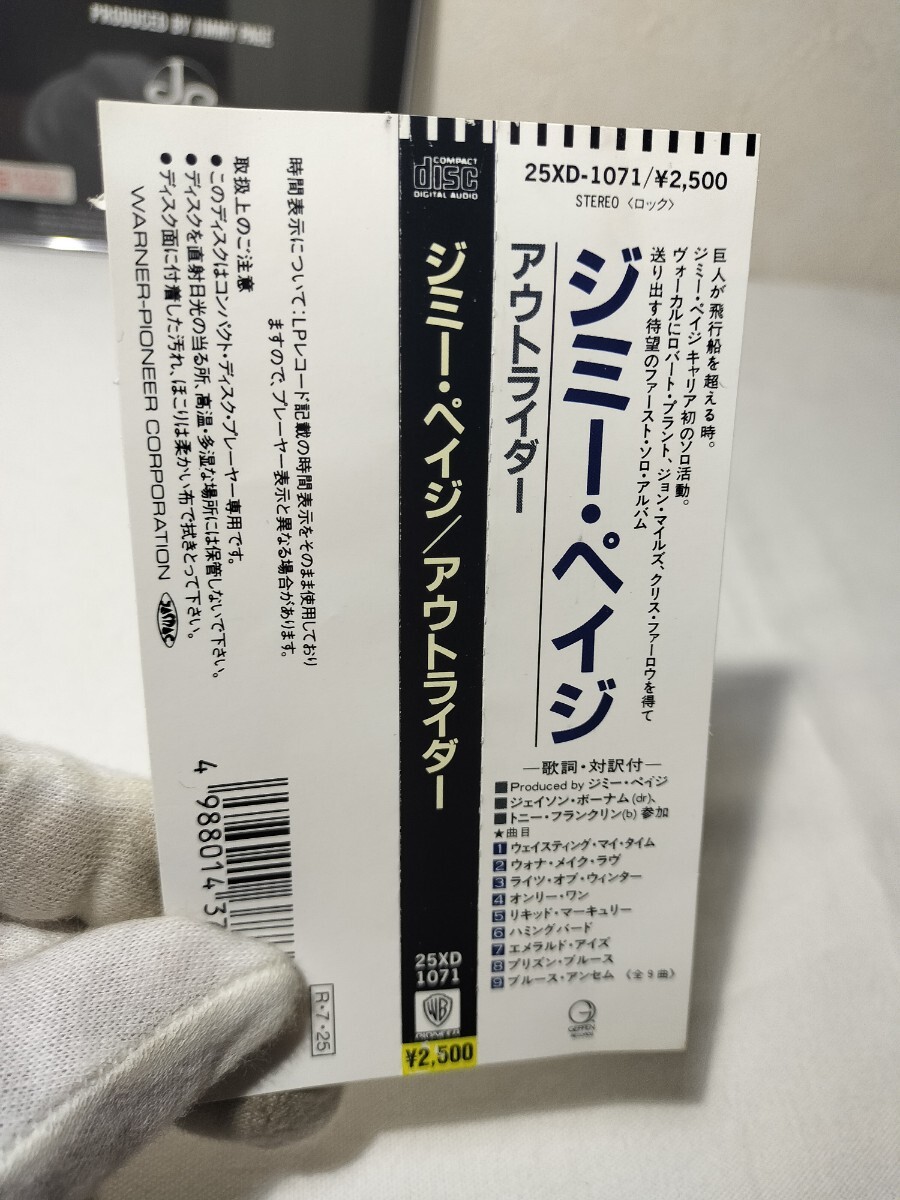 PRODUCED BY JIMMY PAGE
25XD-1071/¥2,500
STEREO〈ロック〉
巨人が飛行船を超える時。
ジミー・ペイジ キャリア初のソロ活動。
ヴォーカルにロバート・プラント、ジョン・マイルズ、クリス・ファーロウを得て
送り出す待望のファースト・ソロ・アルバム
ジミー・ペイジ
アウトライダー
―歌詞・対訳付―
■Produced by ジミー・ペイジ
■ジェイソン・ボーナム(dr)、
■トニー・フランクリン(b) 参加
★曲目
1 ウェイスティング・マイ・タイム
2 ウォナ・メイク・ラヴ
3 ライツ・オブ・ウィンター
4 オンリー・ワン
5 リキッド・マーキュリー
6 ハミングバード
7 エメラルド・アイズ
8 プリズン・ブルース
9 ブルース・アンセム 〈全9曲〉
GEFFEN
COMPACT
disc
DIGITAL AUDIO
ジミー・ペイジ/アウトライダー
25XD
1071
WB
PIONEER
¥2,500
時間表示について:LPレコード記載の時間表示をそのまま使用しており
ますので、プレーヤー表示と異なる場合があります。
取扱上のご注意
●このディスクはコンパクト・ディスク・プレーヤー専用です。
●ディスクを直射日光の当る所、高温・多湿な場所には保管しないで下さい。
●ディスク面に付着した汚れ、ほこりは柔かい布で拭きとって下さい。
WARNER-PIONEER CORPORATION
4 988014 37
R・7・25